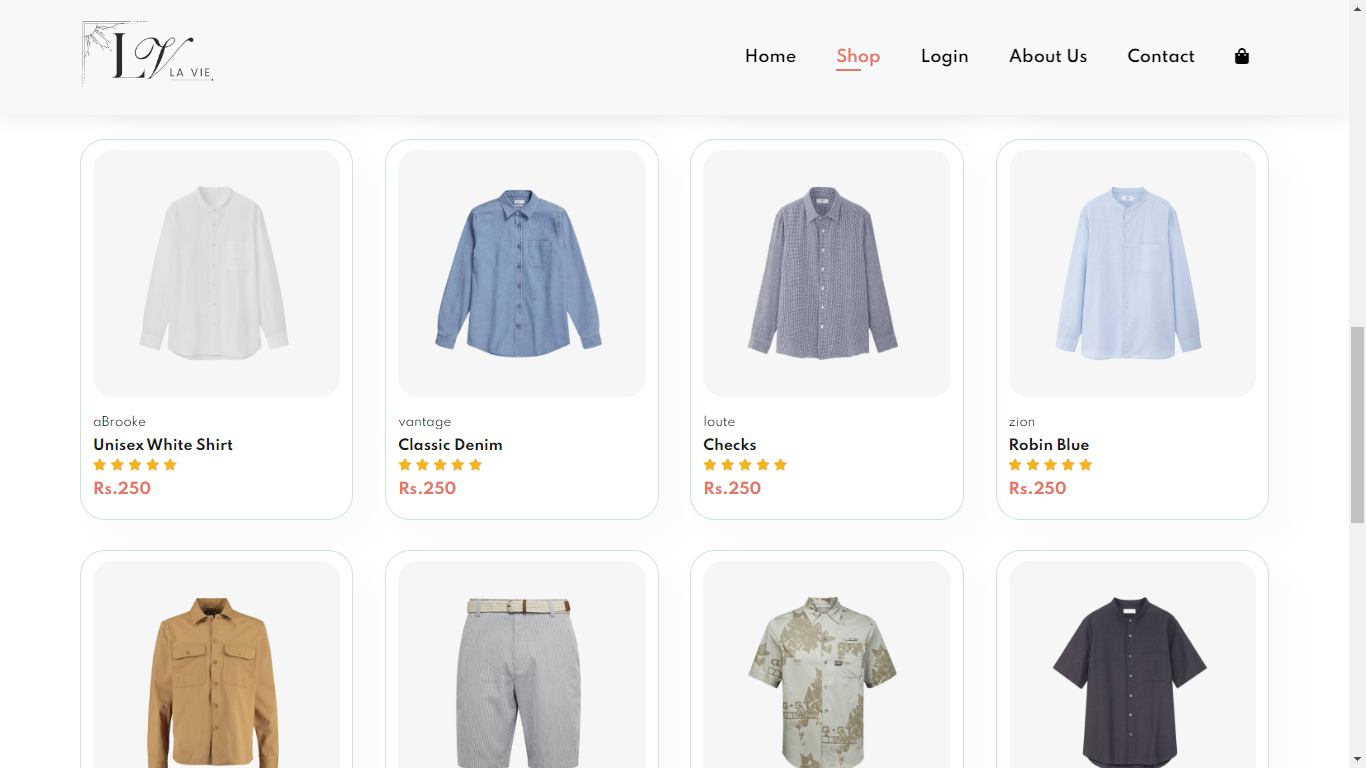 LV
LA VIE
Home Shop Login About Us Contact
aBrooke
Unisex White Shirt
Rs.250
vantage
Classic Denim
Rs.250
loute
Checks
Rs.250
zion
Robin Blue
Rs.250